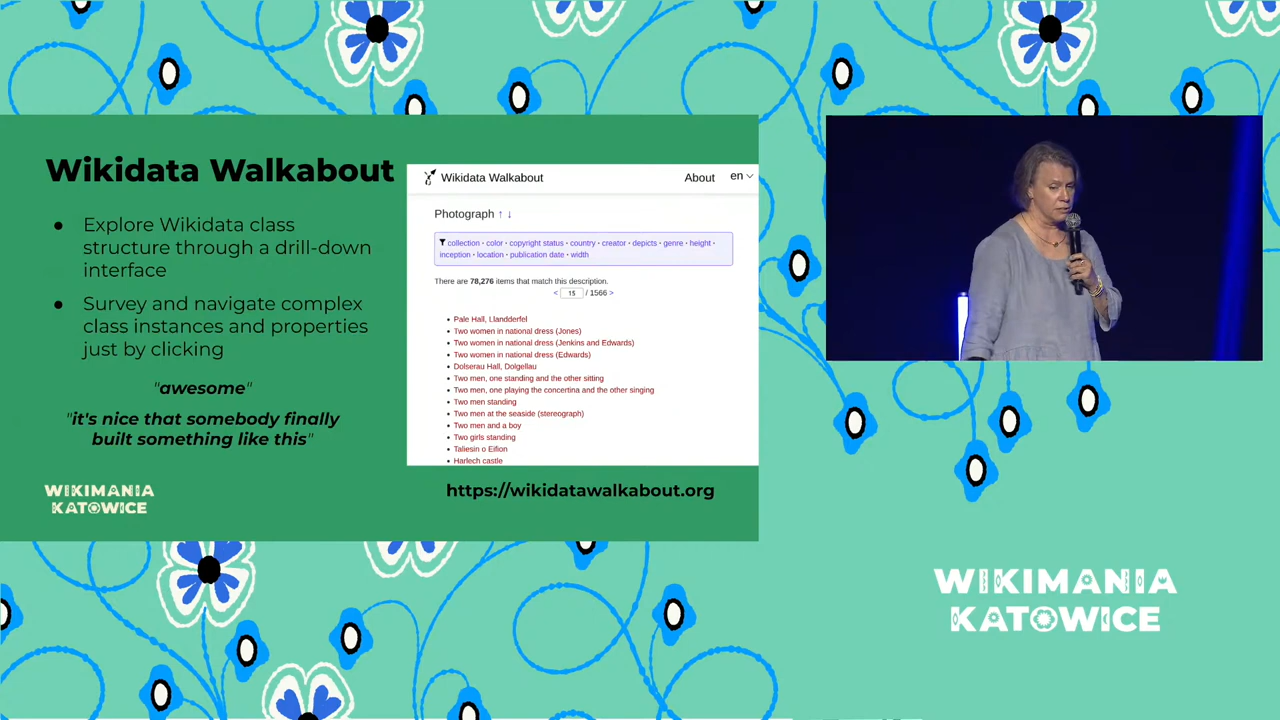 Wikidata Walkabout
● Explore Wikidata class
structure through a drill-down
interface
● Survey and navigate complex
class instances and properties
just by clicking
"awesome"
"it's nice that somebody finally
built something like this"
WIKIMANIA
KATOWICE
Wikidata Walkabout
About
en
Photograph ↑ ↓
collection · color · copyright status · country · creator · depicts · genre · height ·
inception · location · publication date · width
There are 78,276 items that match this description.
< 15 / 1566 >
• Pale Hall, Llandderfel
• Two women in national dress (Jones)
• Two women in national dress (Jenkins and Edwards)
• Two women in national dress (Edwards)
• Dolserau Hall, Dolgellau
• Two men, one standing and the other sitting
• Two men, one playing the concertina and the other singing
• Two men standing
• Two men at the seaside (stereograph)
• Two men and a boy
• Two girls standing
• Taliesin o Eifion
• Harlech castle
https://wikidatawalkabout.org
WIKIMANIA
KATOWICE